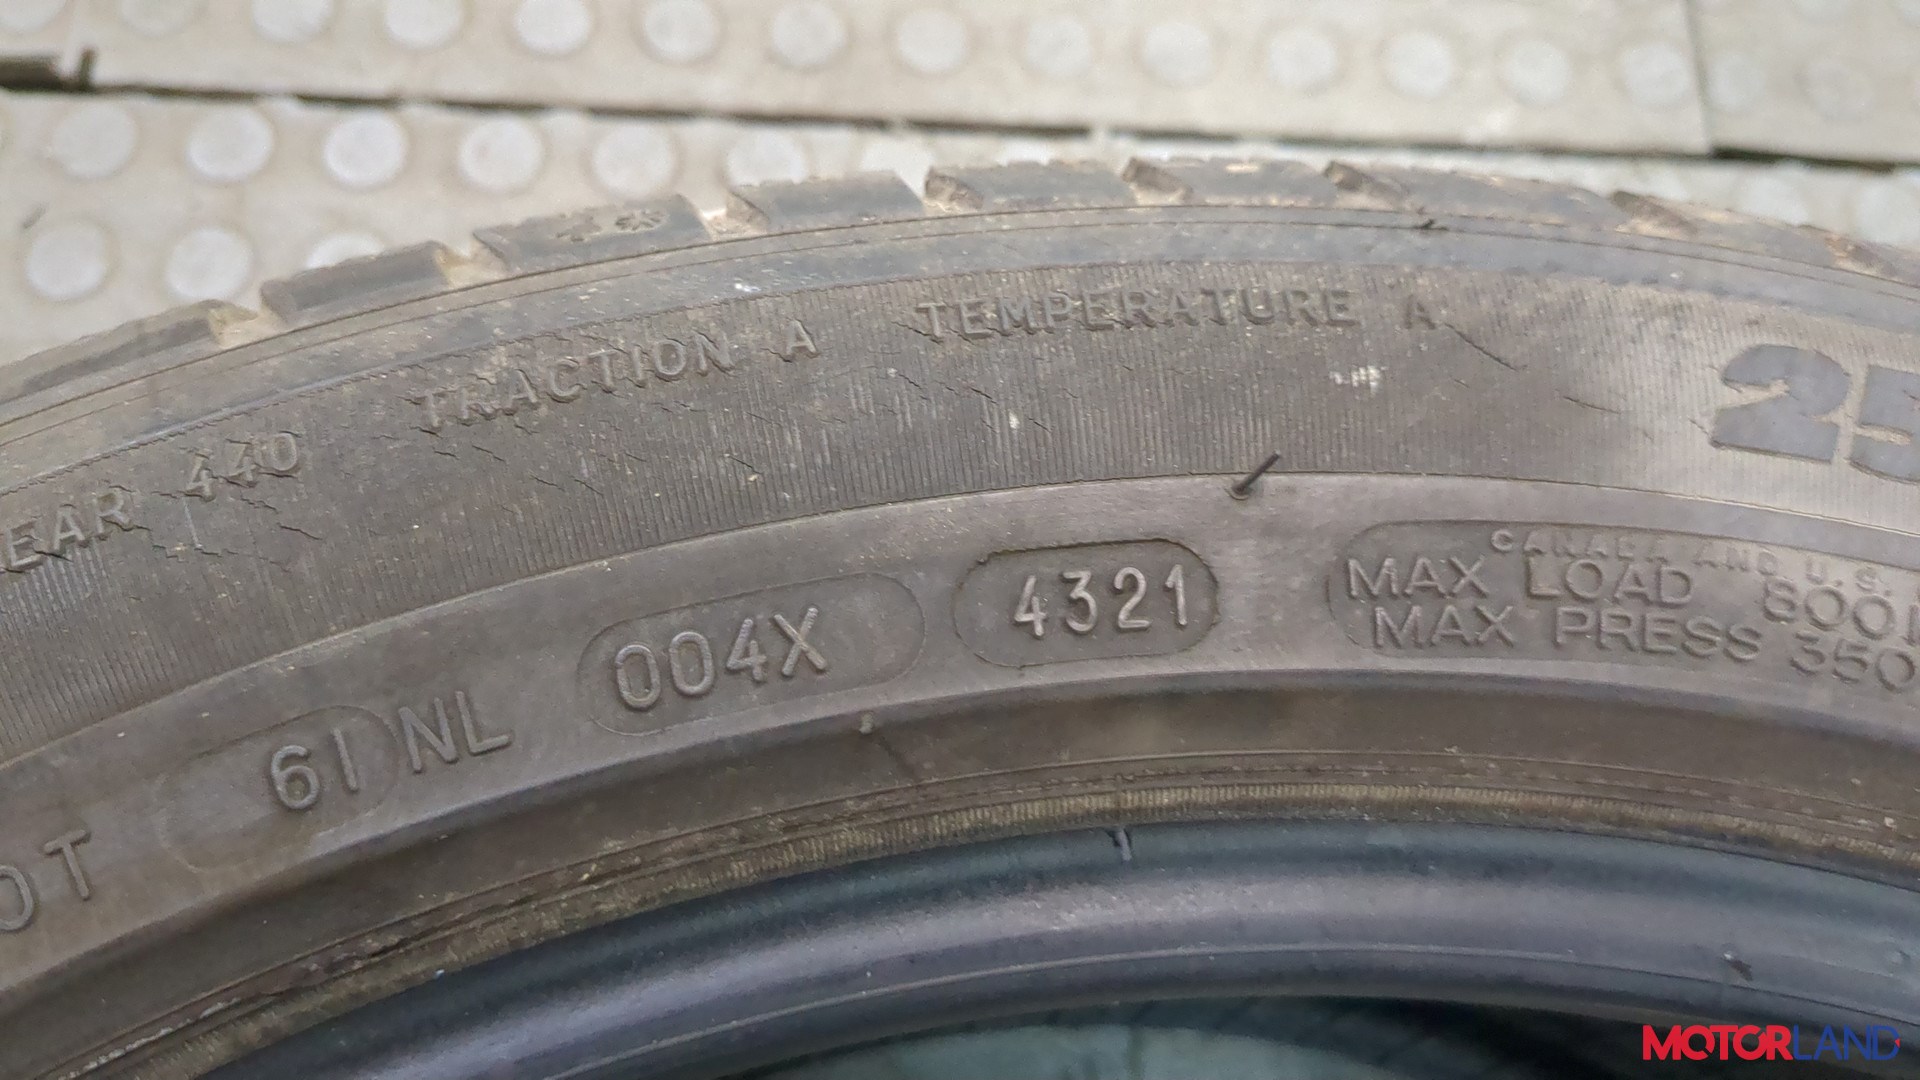 TRACTION A TEMPERATURE A
EAR 440
25
OT 61 NL 004X 4321
CANADA AND U.S.
MAX LOAD 800
MAX PRESS 350
MOTORLAND